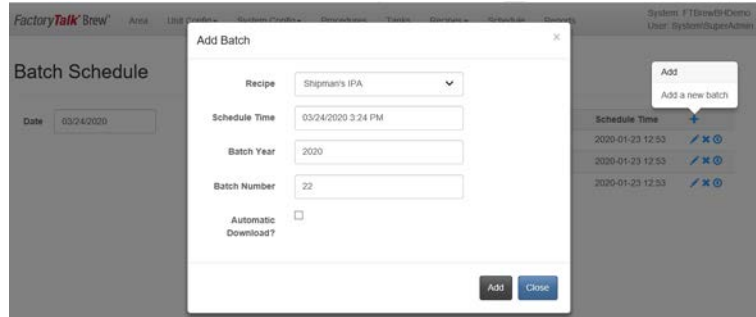 FactoryTalk® Brew™ Area Unit Config System Config Procedures Tanks Recipes Schedule Reports
System: FTBrewBHDemo
User: System\SuperAdmin
Add Batch ×
Batch Schedule
Add
Add a new batch
Recipe Shipman's IPA
Date 03/24/2020
Schedule Time 03/24/2020 3:24 PM
Schedule Time +
2020-01-23 12:53
Batch Year 2020
2020-01-23 12:53
2020-01-23 12:53
Batch Number 22
Automatic
Download?
Add Close